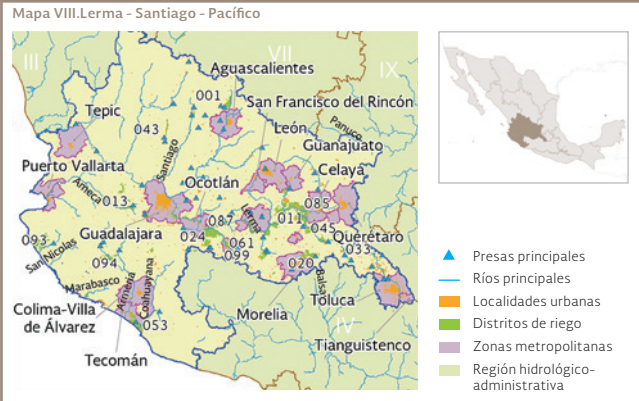 Mapa VIII.Lerma - Santiago - Pacífico
III
VII
IX
Aguascalientes
001
San Francisco del Rincón
Tepic
043
León
Panuco
Guanajuato
Santiago
Puerto Vallarta
Celaya
Ameca
013
Ocotlán
085
087
Lerma
011
Guadalajara
024
045
Querétaro
093
061
033
San Nicolas
094
099
020
Balsas
Marabasco
Armeria
Coahuayana
Toluca
Colima-Villa
de Álvarez
Morelia
IV
053
Tianguistenco
Tecomán
Presas principales
Ríos principales
Localidades urbanas
Distritos de riego
Zonas metropolitanas
Región hidrológico-
administrativa